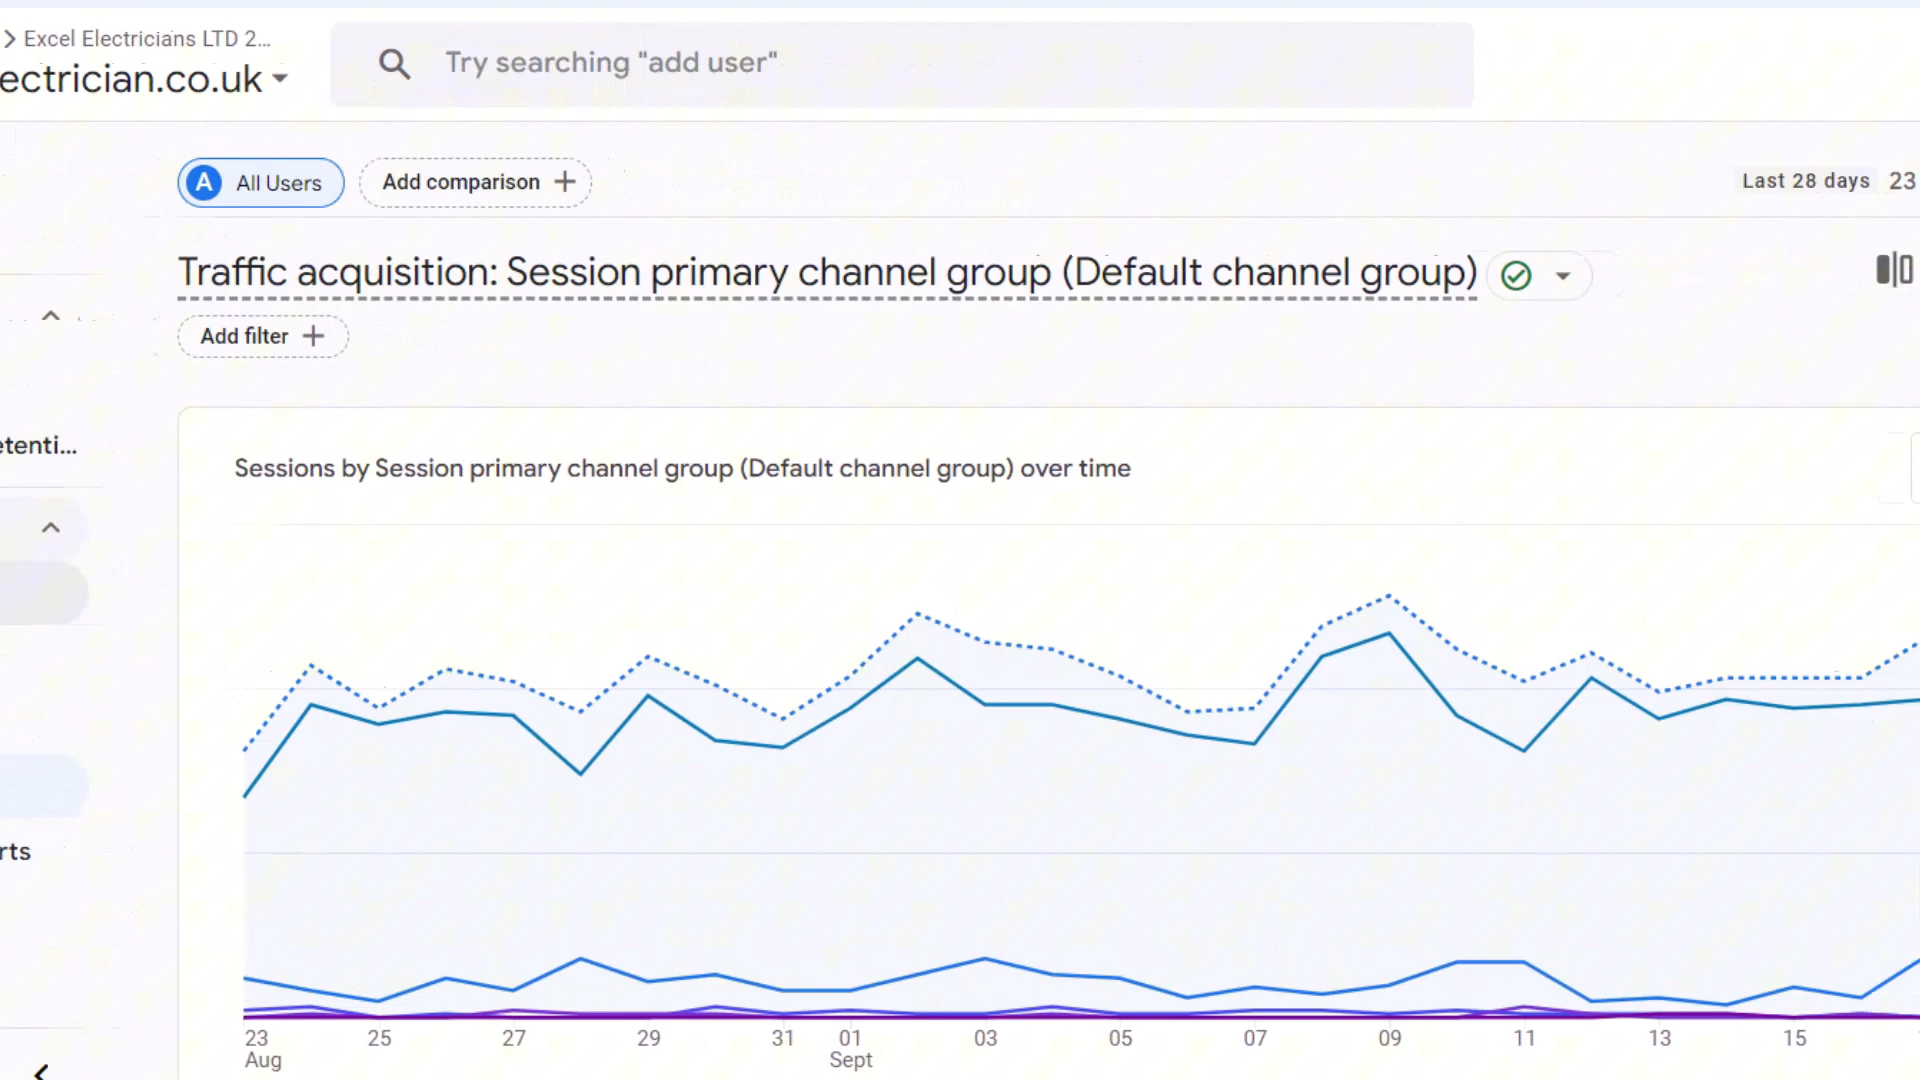 Excel Electricians LTD 2...
ectrician.co.uk
Try searching "add user"
A All Users
Add comparison
Last 28 days 23
Traffic acquisition: Session primary channel group (Default channel group)
Add filter
etenti...
Sessions by Session primary channel group (Default channel group) over time
rts
23 25 27 29 31 01 03 05 07 09 11 13 15
Aug Sept